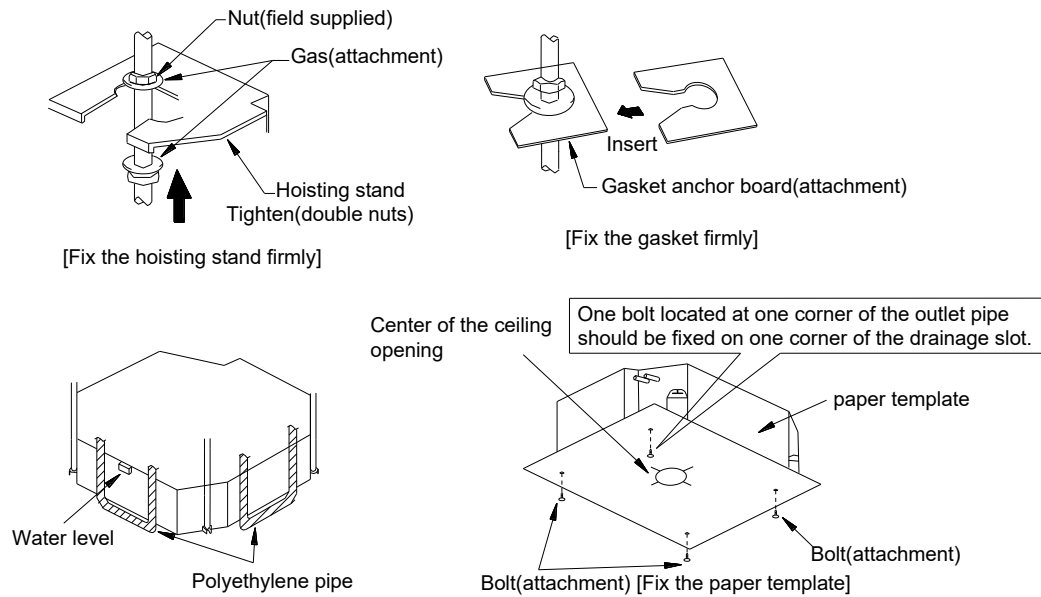 Nut(field supplied)
Gas(attachment)
Hoisting stand
Tighten(double nuts)
[Fix the hoisting stand firmly]
Insert
Gasket anchor board(attachment)
[Fix the gasket firmly]
Water level
Polyethylene pipe
Center of the ceiling
opening
One bolt located at one corner of the outlet pipe
should be fixed on one corner of the drainage slot.
paper template
Bolt(attachment)
Bolt(attachment) [Fix the paper template]